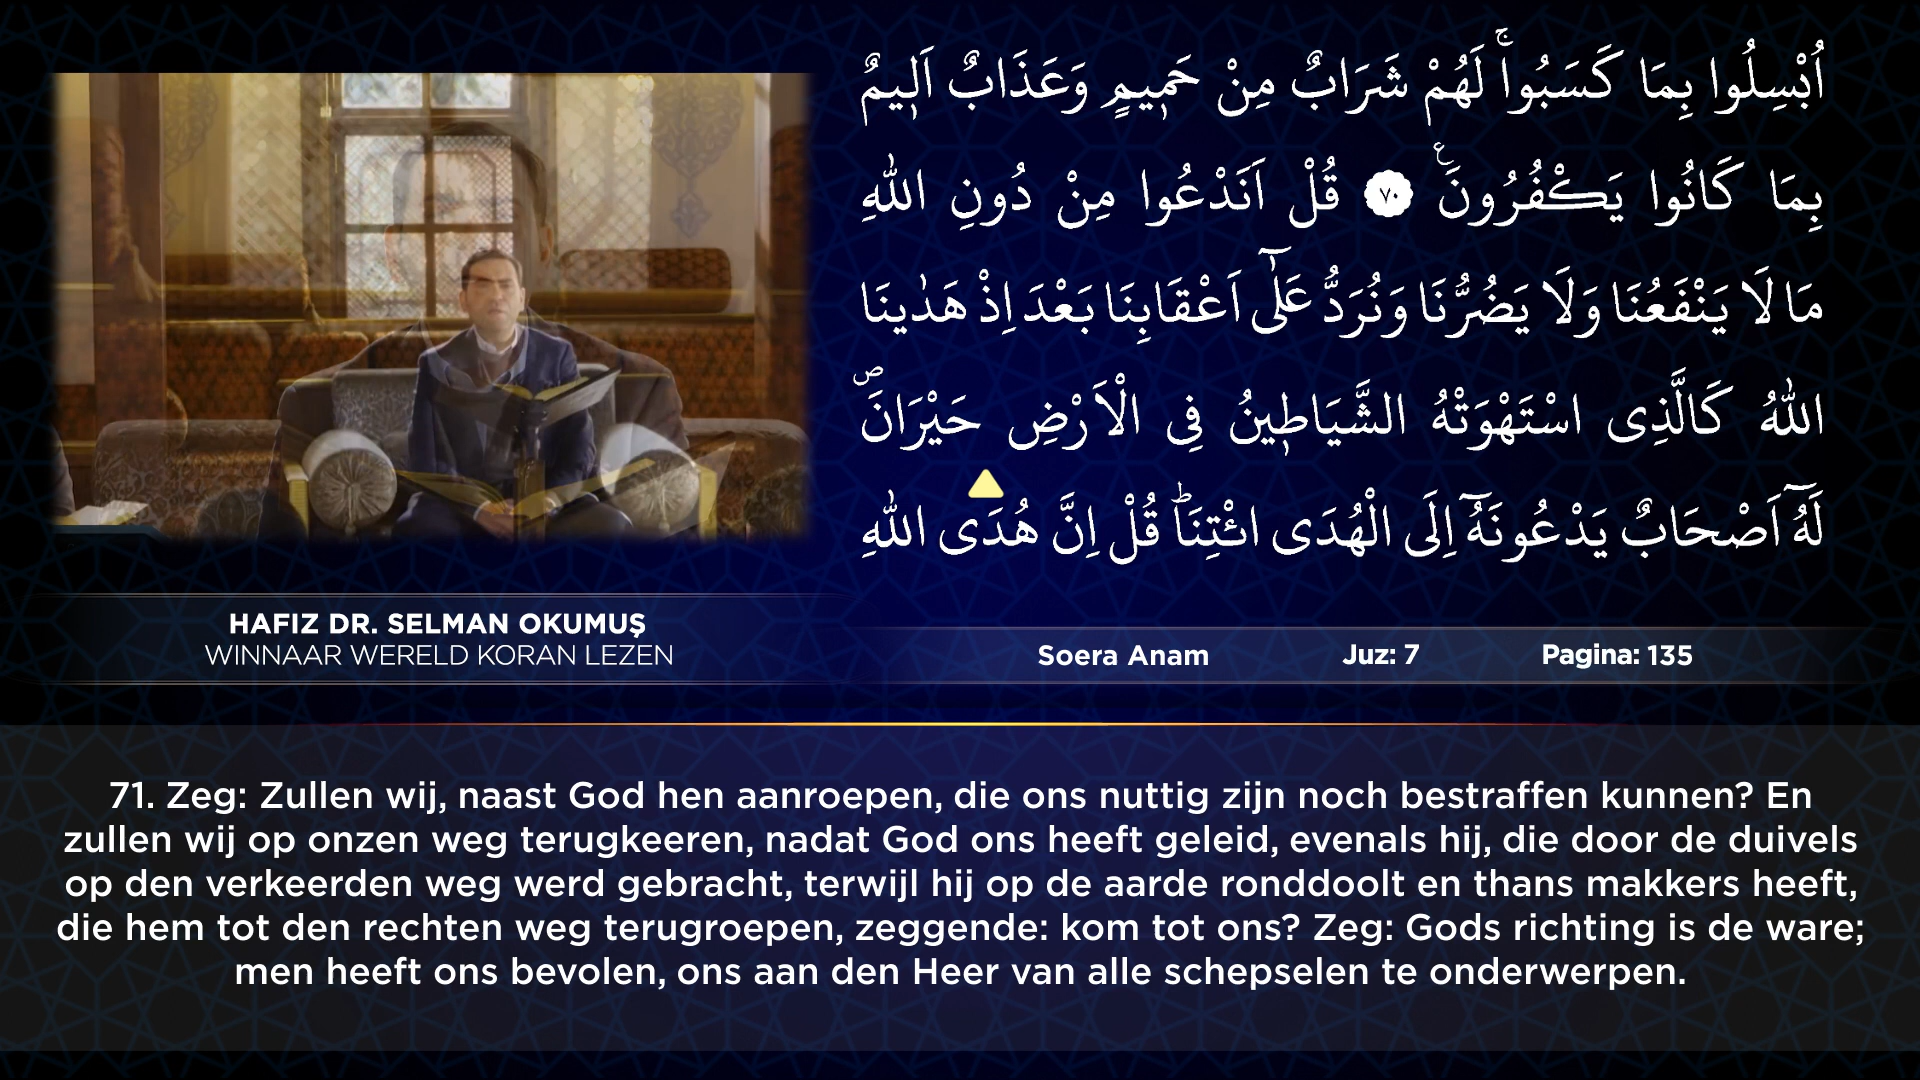 اُبْسِلُوا بِمَا كَسَبُواۚ لَهُمْ شَرَابٌ مِنْ حَمٖيمٍ وَعَذَابٌ اَلٖيمٌ
بِمَا كَانُوا يَكْفُرُونَࣖ ٧٠ قُلْ اَنَدْعُوا مِنْ دُونِ اللّٰهِ
مَا لَا يَنْفَعُنَا وَلَا يَضُرُّنَا وَنُرَدُّ عَلٰٓى اَعْقَابِنَا بَعْدَ اِذْ هَدٰينَا
اللّٰهُ كَالَّذِى اسْتَهْوَتْهُ الشَّيَاطٖينُ فِى الْاَرْضِ حَيْرَانَࣕ
لَهُٓ اَصْحَابٌ يَدْعُونَهُٓ اِلَى الْهُدَى ائْتِنَاؕ قُلْ اِنَّ هُدَى اللّٰهِ
HAFIZ DR. SELMAN OKUMUŞ
WINNAAR WERELD KORAN LEZEN
Soera Anam Juz: 7 Pagina: 135
71. Zeg: Zullen wij, naast God hen aanroepen, die ons nuttig zijn noch bestraffen kunnen? En
zullen wij op onzen weg terugkeeren, nadat God ons heeft geleid, evenals hij, die door de duivels
op den verkeerden weg werd gebracht, terwijl hij op de aarde ronddoolt en thans makkers heeft,
die hem tot den rechten weg terugroepen, zeggende: kom tot ons? Zeg: Gods richting is de ware;
men heeft ons bevolen, ons aan den Heer van alle schepselen te onderwerpen.